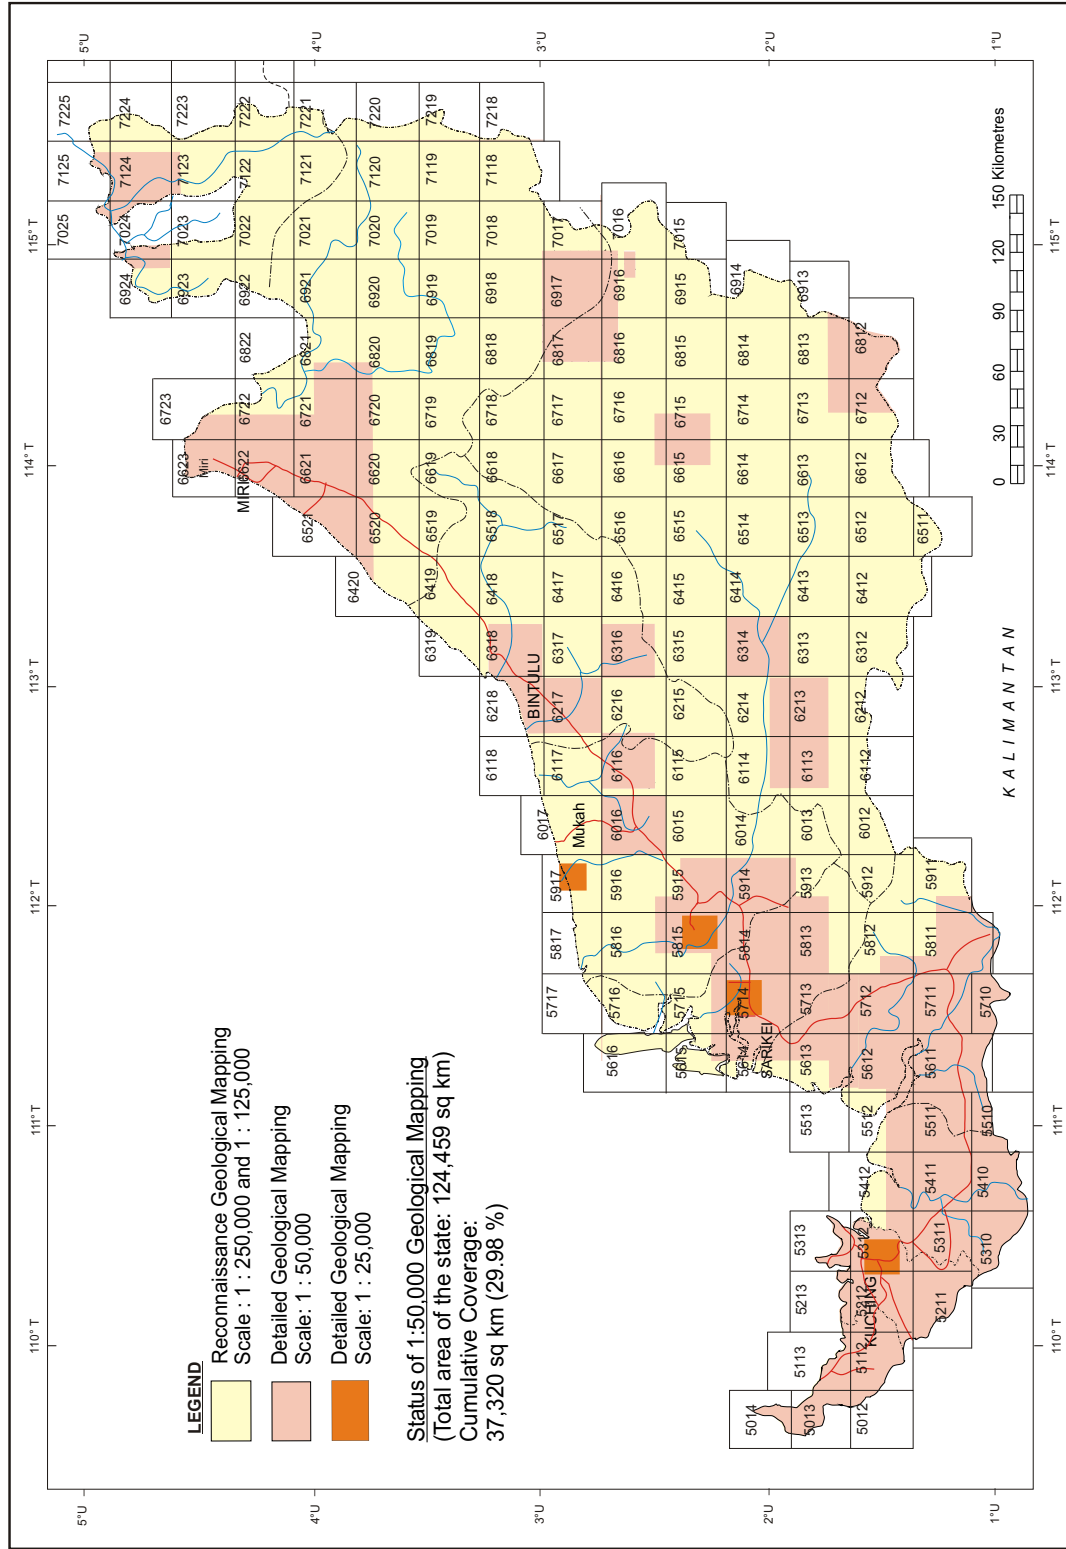 110° T 111° T 112° T 113° T 114° T 115° T
5°U 5°U
7025 7125 7225
6924 7024 7124 7224
6723
6623 6923 7023 7123 7223
Miri
LEGEND
Reconnaissance Geological Mapping
Scale : 1 : 250,000 and 1 : 125,000
Detailed Geological Mapping
Scale: 1 : 50,000
Detailed Geological Mapping
Scale: 1 : 25,000
Status of 1:50,000 Geological Mapping
(Total area of the state: 124,459 sq km)
Cumulative Coverage:
37,320 sq km (29.98 %)
MIRI 6622 6722 6822 6922 7022 7122 7222
6521 6621 6721 6821 6921 7021 7121 7221
4°U 4°U
6420 6520 6620 6720 6820 6920 7020 7120 7220
6319 6419 6519 6619 6719 6819 6919 7019 7119 7219
6118 6218 6318 6418 6518 6618 6718 6818 6918 7018 7118 7218
BINTULU
3°U 3°U
5717 5817 5917 6017 6117 6217 6317 6417 6517 6617 6717 6817 6917 7017
Mukah
5616 5716 5816 5916 6016 6116 6216 6316 6416 6516 6616 6716 6816 6916 7016
5615 5715 5815 5915 6015 6115 6215 6315 6415 6515 6615 6715 6815 6915 7015
5014 5614 5714 5814 5914 6014 6114 6214 6314 6414 6514 6614 6714 6814 6914
SARIKEI
2°U 2°U
5013 5113 5213 5313 5513 5613 5713 5813 5913 6013 6113 6213 6313 6413 6513 6613 6713 6813 6913
5012 5112 5212 5312 5412 5512 5612 5712 5812 5912 6012 6112 6212 6312 6412 6512 6612 6712 6812
KUCHING
5211 5311 5411 5511 5611 5711 5811 5911 6511
5310 5410 5510 5710
1°U 1°U
KALIMANTAN
0 30 60 90 120 150 Kilometres
110° T 111° T 112° T 113° T 114° T 115° T